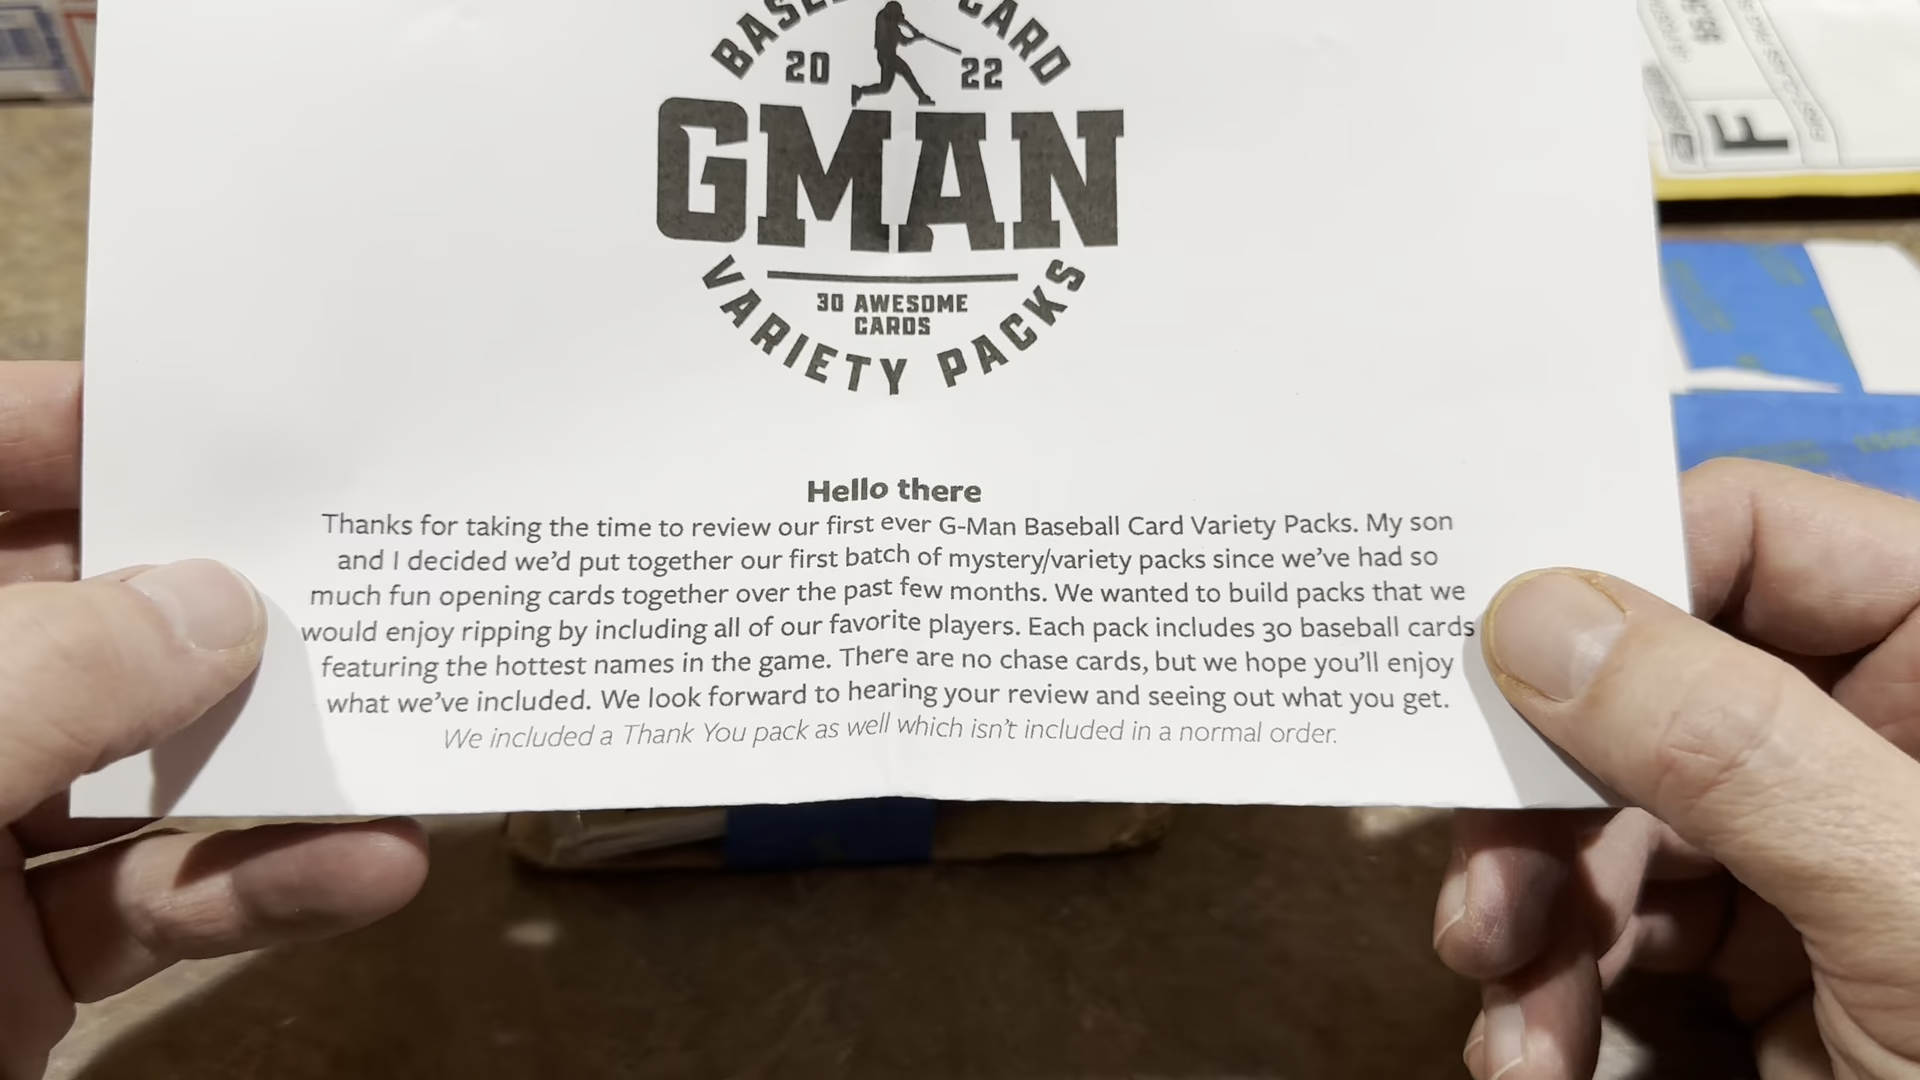 BASEBALL CARD
20 22
GMAN
30 AWESOME
CARDS
VARIETY PACKS
Hello there
Thanks for taking the time to review our first ever G-Man Baseball Card Variety Packs. My son
and I decided we'd put together our first batch of mystery/variety packs since we've had so
much fun opening cards together over the past few months. We wanted to build packs that we
would enjoy ripping by including all of our favorite players. Each pack includes 30 baseball cards
featuring the hottest names in the game. There are no chase cards, but we hope you'll enjoy
what we've included. We look forward to hearing your review and seeing out what you get.
We included a Thank You pack as well which isn't included in a normal order.
F